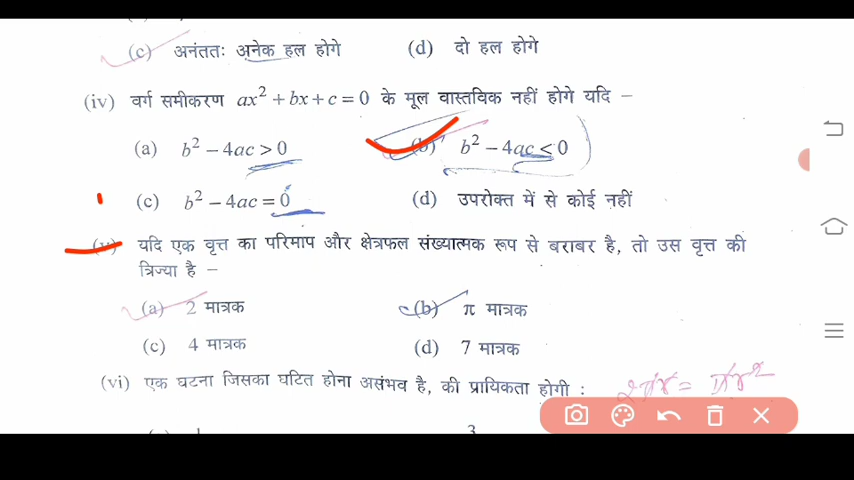 (c) अनंततः अनेक हल होगे (d) दो हल होगे
(iv) वर्ग समीकरण ax² + bx + c = 0 के मूल वास्तविक नहीं होगे यदि –
(a) b² – 4ac > 0 (b) b² – 4ac < 0
(c) b² – 4ac = 0 (d) उपरोक्त में से कोई नहीं
(v) यदि एक वृत्त का परिमाप और क्षेत्रफल संख्यात्मक रूप से बराबर है, तो उस वृत्त की
त्रिज्या है –
(a) 2 मात्रक (b) π मात्रक
(c) 4 मात्रक (d) 7 मात्रक
(vi) एक घटना जिसका घटित होना असंभव है, की प्रायिकता होगी :
2πr = πr²